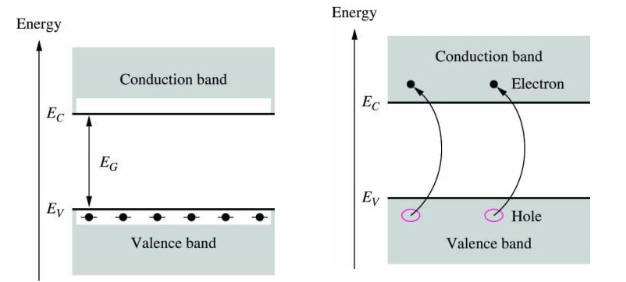 Energy
Conduction band
E_C
E_G
E_V
Valence band
Energy
Conduction band
Electron
E_C
E_V
Hole
Valence band